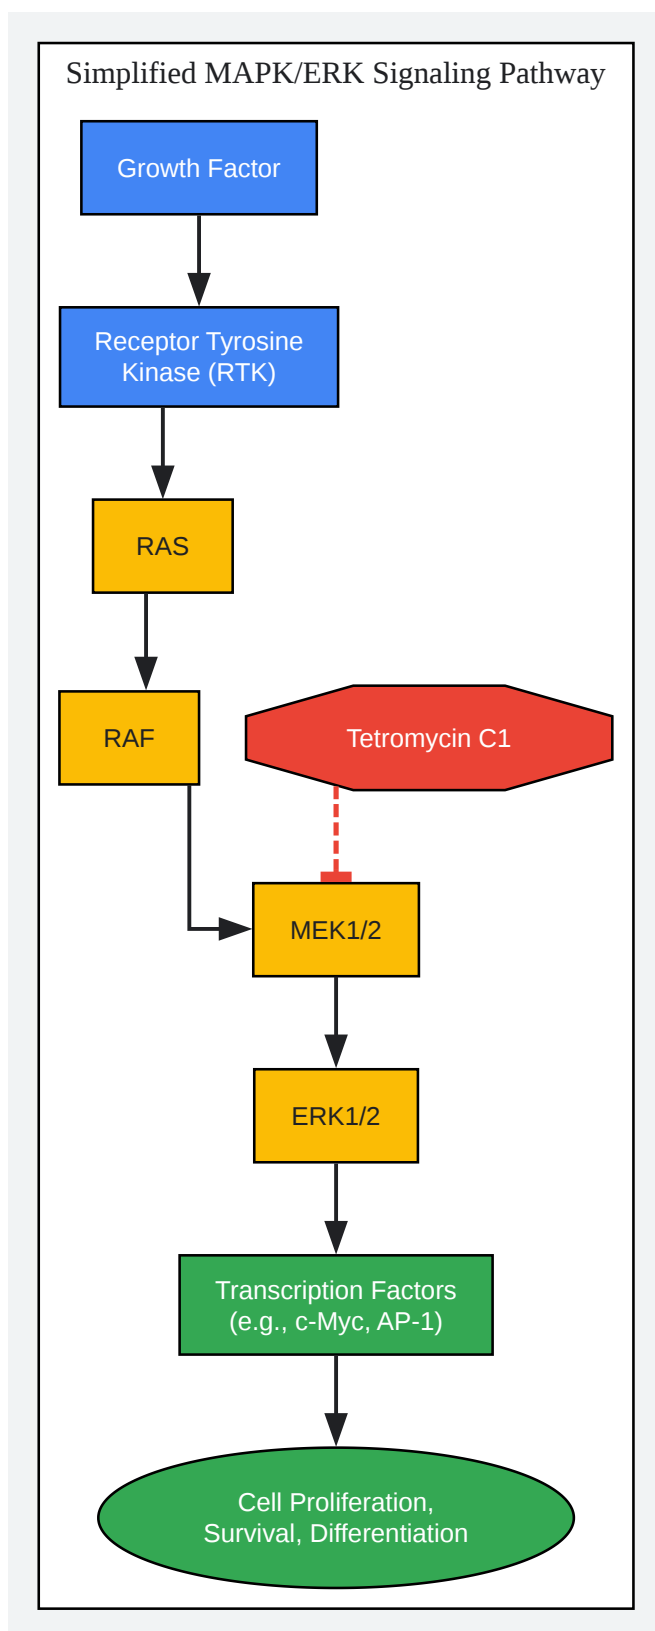 Simplified MAPK/ERK Signaling Pathway
Growth Factor
Receptor Tyrosine
Kinase (RTK)
RAS
RAF
Tetromycin C1
MEK1/2
ERK1/2
Transcription Factors
(e.g., c-Myc, AP-1)
Cell Proliferation,
Survival, Differentiation